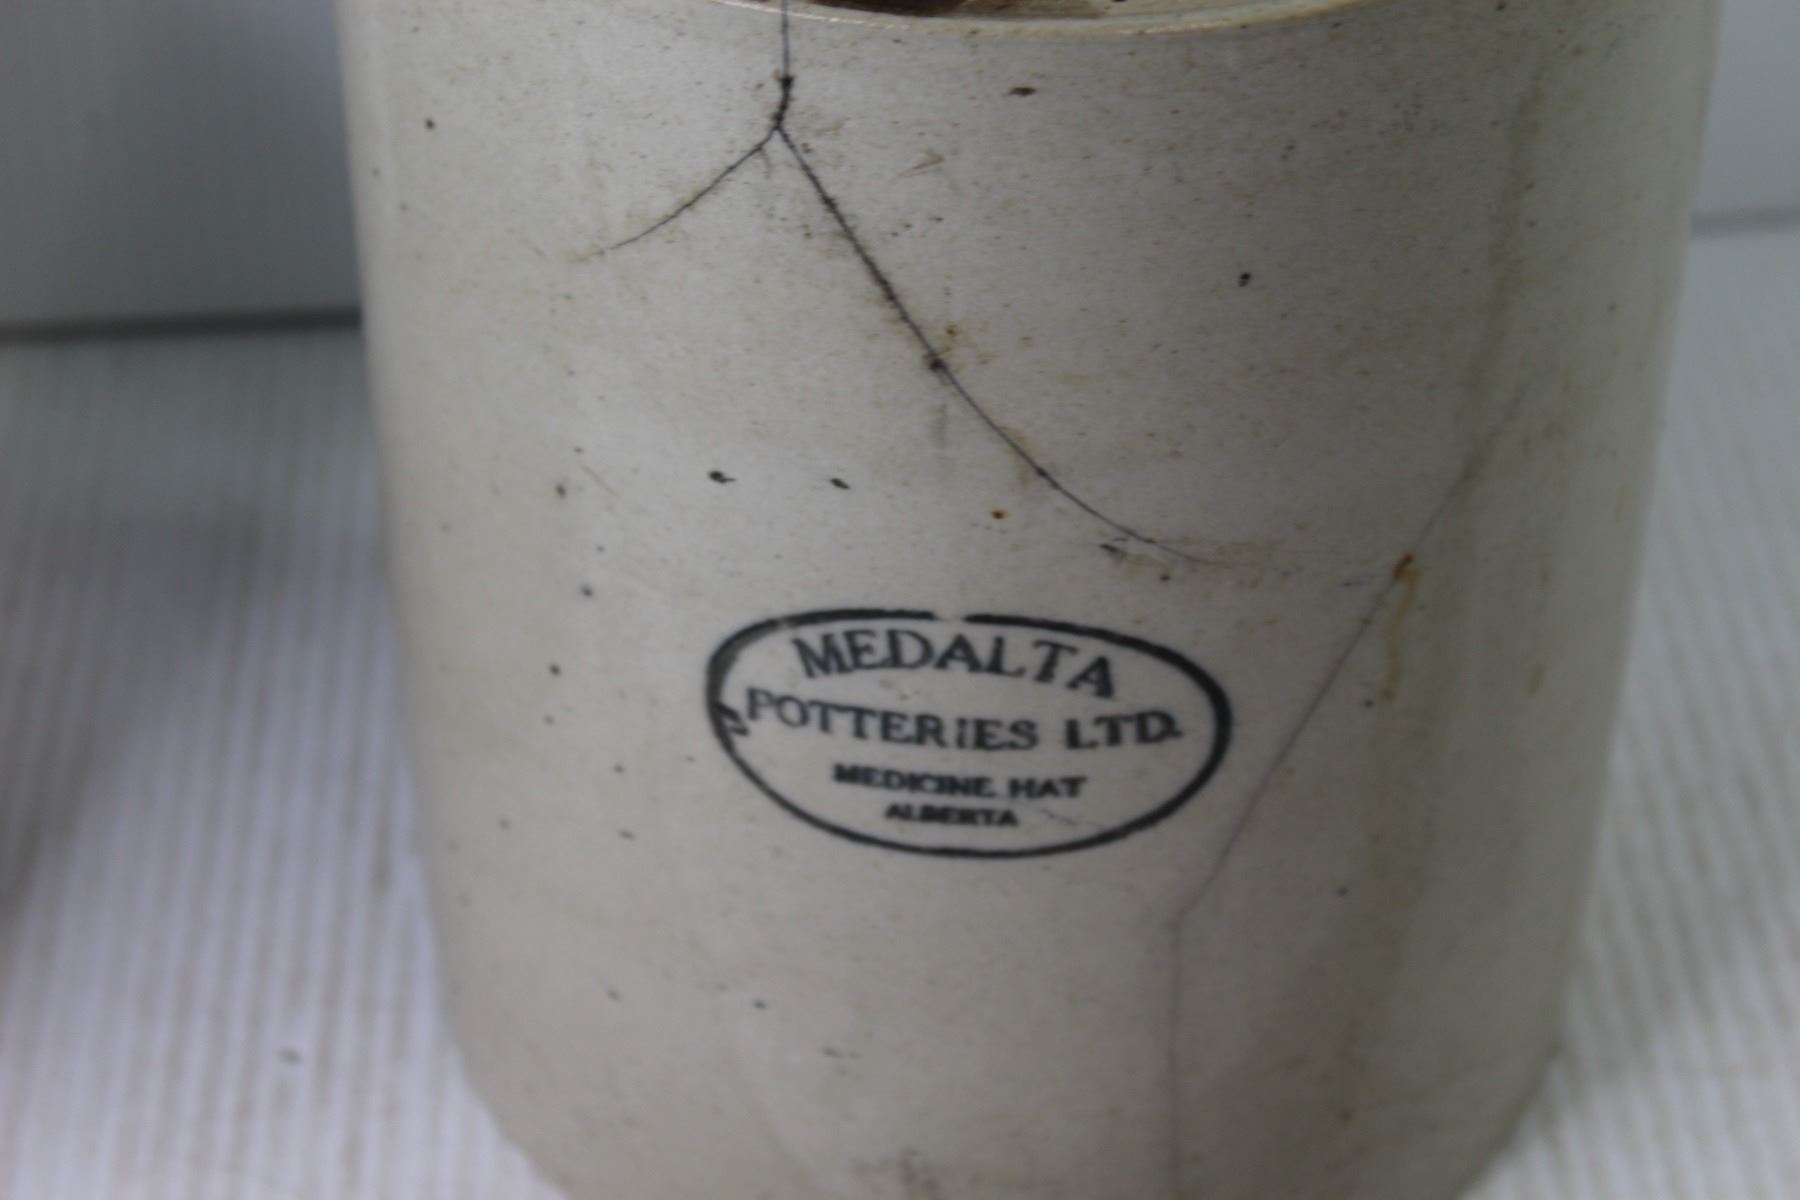 MEDALTA
POTTERIES LTD.
MEDICINE HAT
ALBERTA